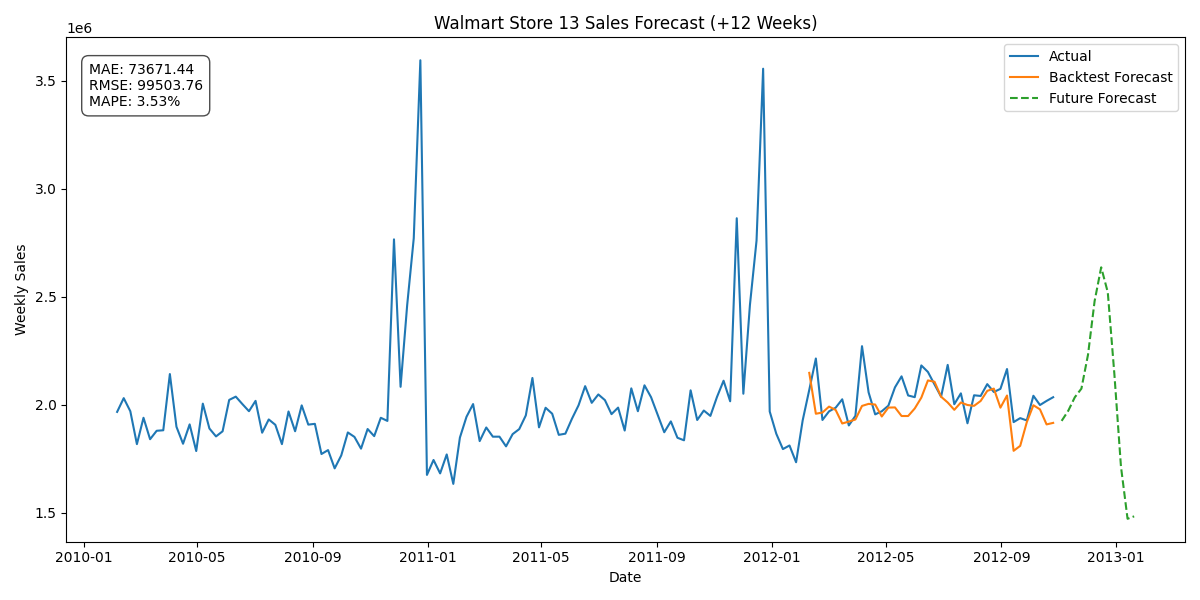 Walmart Store 13 Sales Forecast (+12 Weeks)
1e6
MAE: 73671.44
RMSE: 99503.76
MAPE: 3.53%
Actual
Backtest Forecast
Future Forecast
3.5
3.0
2.5
2.0
1.5
Weekly Sales
2010-01 2010-05 2010-09 2011-01 2011-05 2011-09 2012-01 2012-05 2012-09 2013-01
Date